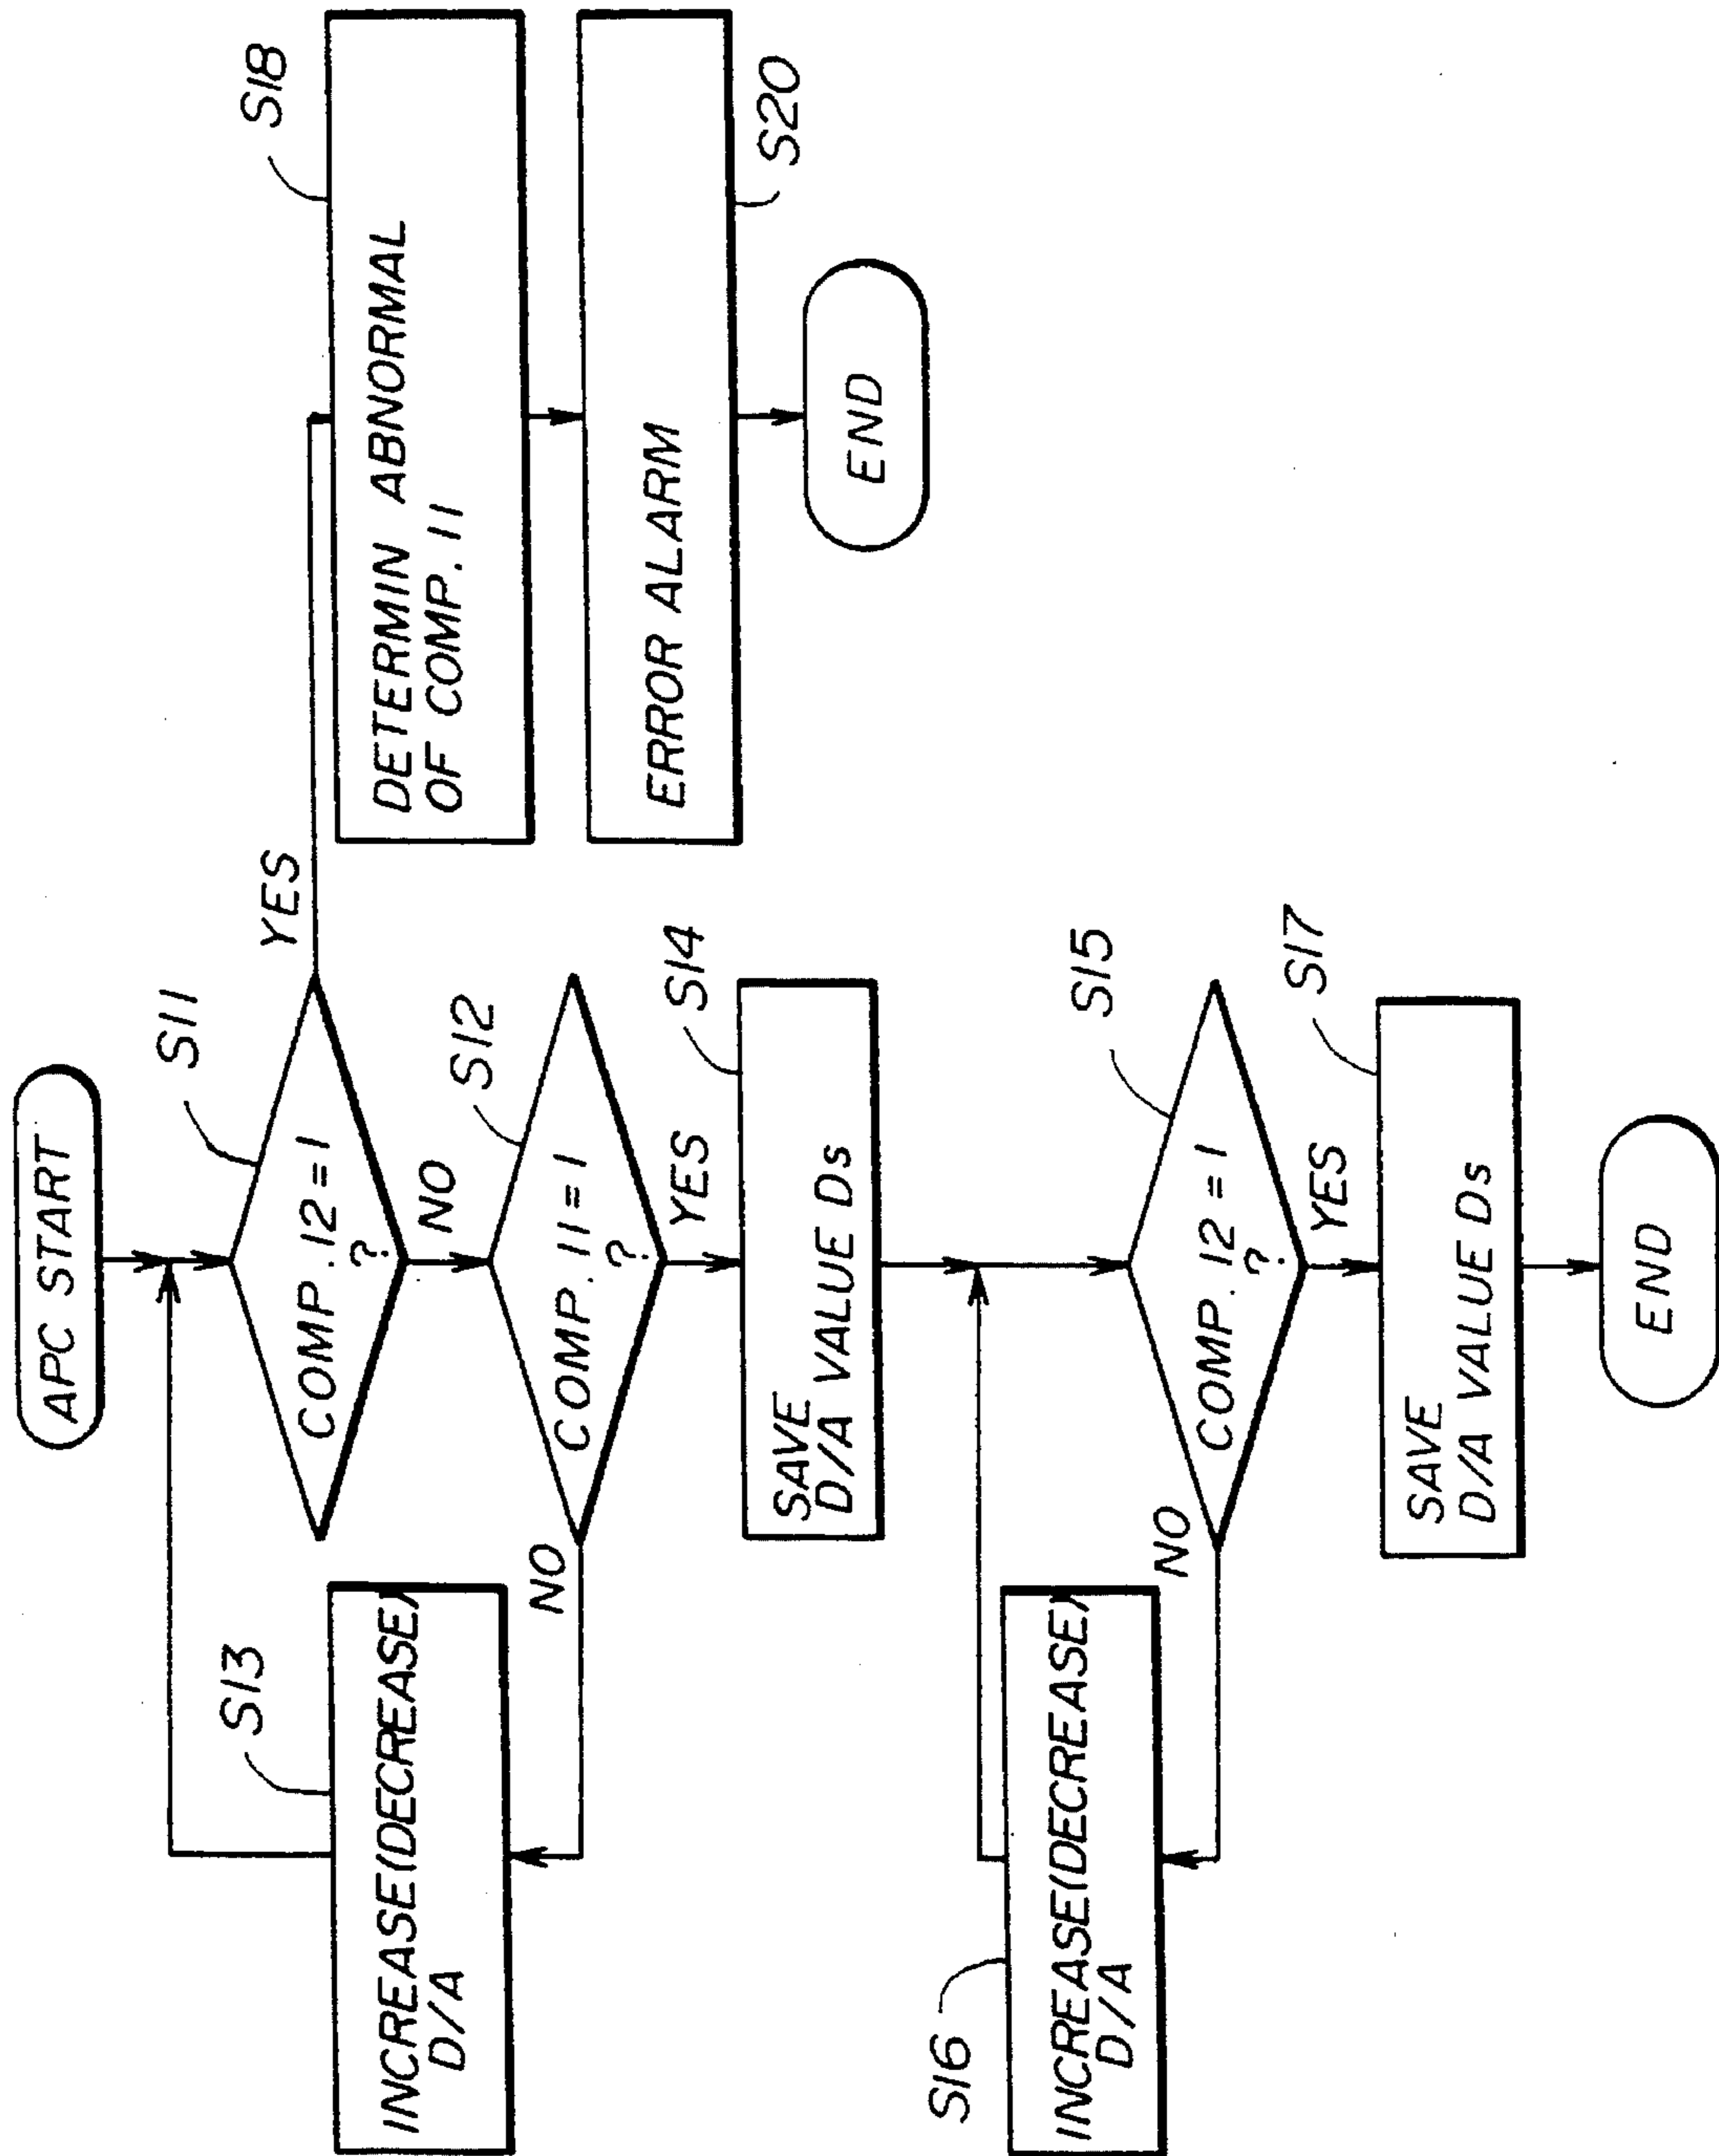 APC START
S11
COMP. 12 = 1
?
YES
NO
S18
DETERMIN ABNORMAL
OF COMP. 11
S20
ERROR ALARM
END
S12
COMP. 11 = 1
?
NO
YES
S13
INCREASE(DECREASE)
D/A
S14
SAVE
D/A VALUE Ds
S15
COMP. 12 = 1
?
NO
YES
S16
INCREASE(DECREASE)
D/A
S17
SAVE
D/A VALUE Ds
END